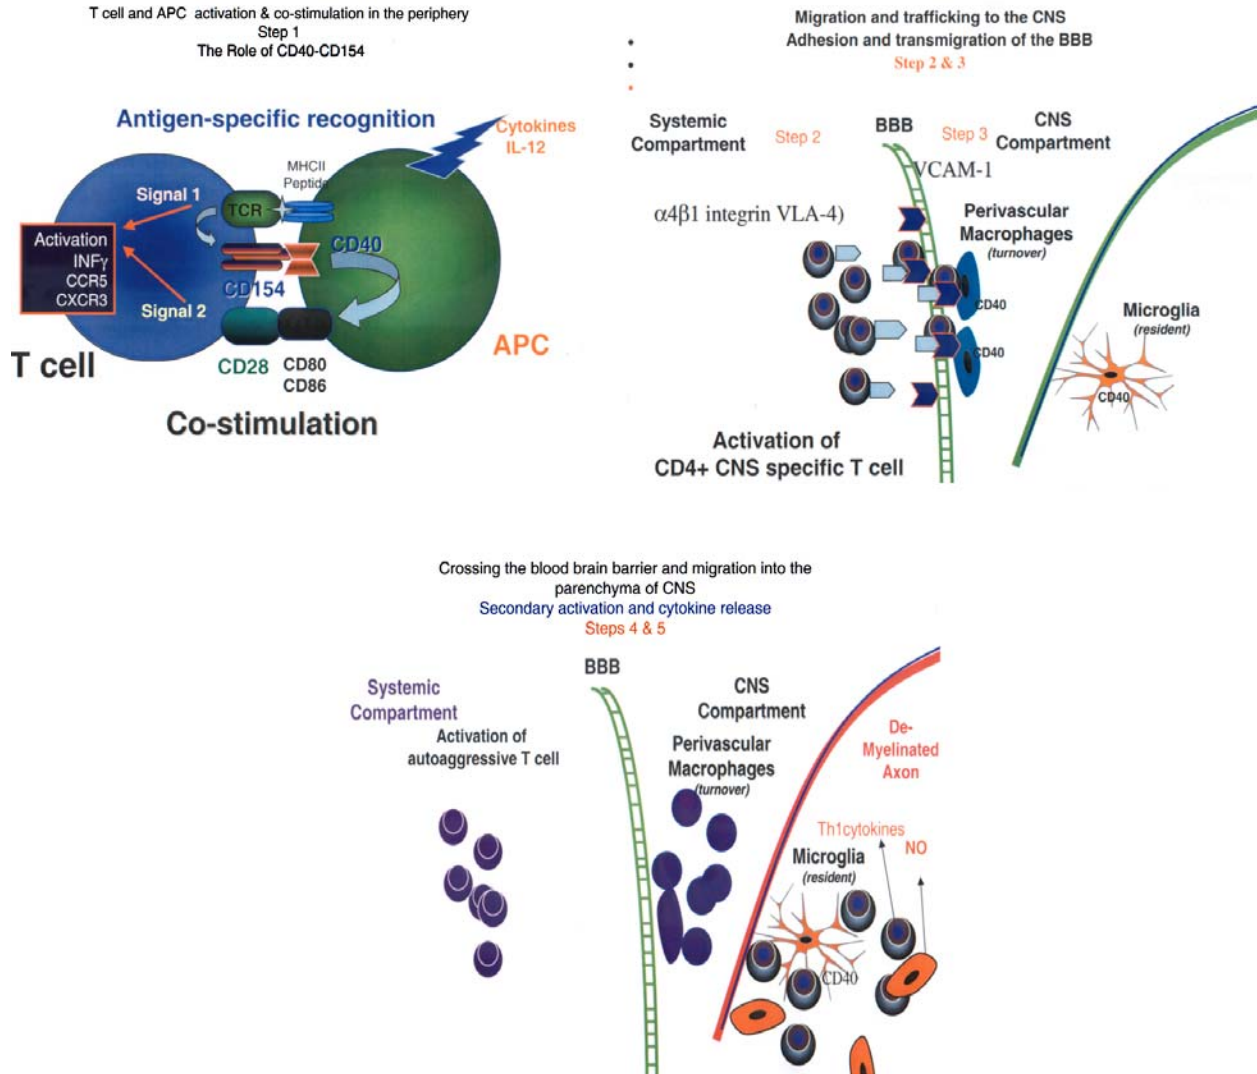 T cell and APC activation & co-stimulation in the periphery
Step 1
The Role of CD40-CD154
Antigen-specific recognition
Cytokines
IL-12
MHCII
Peptide
Signal 1
TCR
Activation
INFγ
CCR5
CXCR3
CD40
CD154
Signal 2
CD28
CD80
CD86
APC
T cell
Co-stimulation
Migration and trafficking to the CNS
Adhesion and transmigration of the BBB
Step 2 & 3
Systemic
Compartment
Step 2
BBB
Step 3
CNS
Compartment
VCAM-1
α4β1 integrin VLA-4)
Perivascular
Macrophages
(turnover)
CD40
CD40
Microglia
(resident)
CD40
Activation of
CD4+ CNS specific T cell
Crossing the blood brain barrier and migration into the
parenchyma of CNS
Secondary activation and cytokine release
Steps 4 & 5
BBB
Systemic
Compartment
CNS
Compartment
Activation of
autoaggressive T cell
Perivascular
Macrophages
(turnover)
De-
Myelinated
Axon
Th1cytokines
NO
Microglia
(resident)
CD40